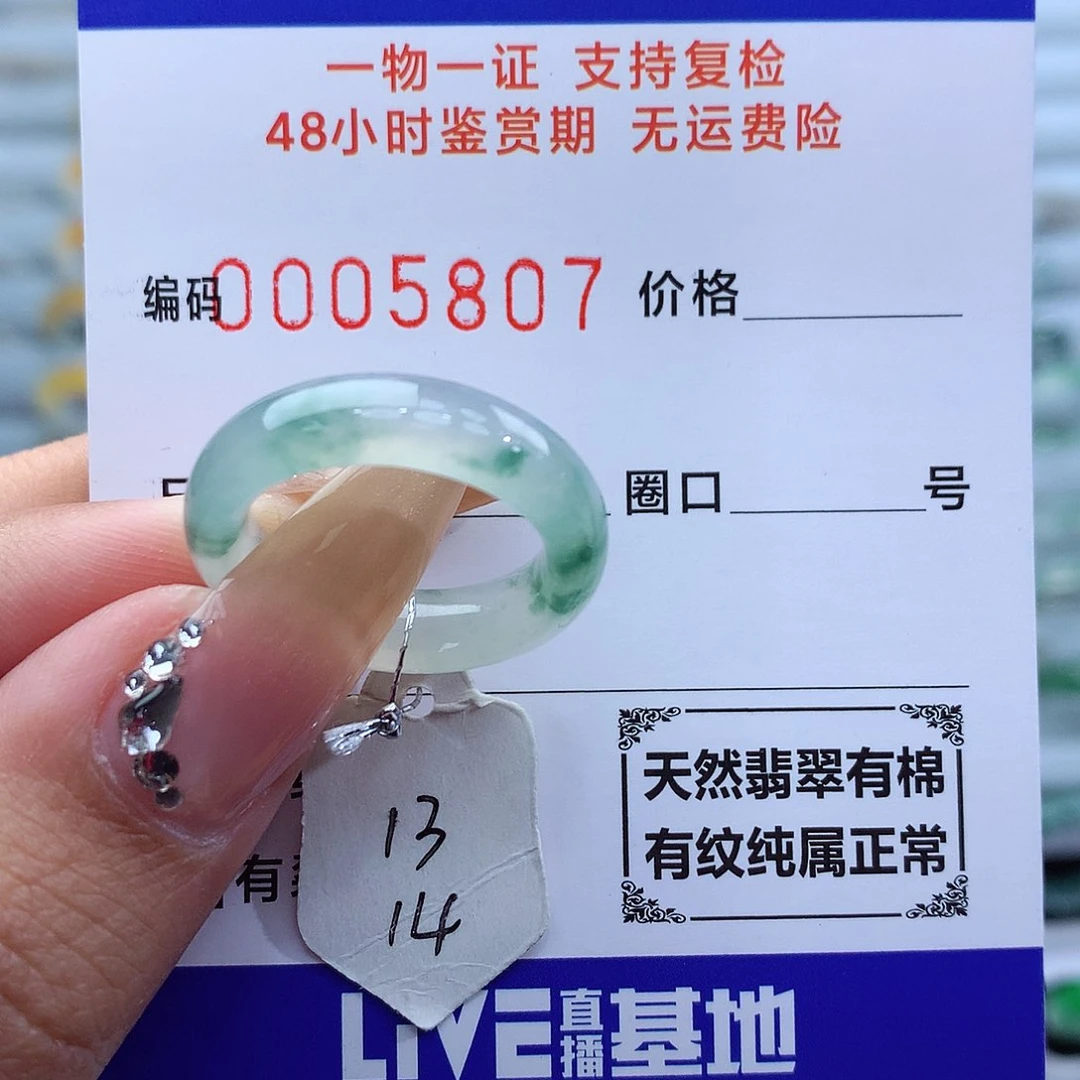 一物一证 支持复检
48小时鉴赏期 无运费险
编码0005807 价格
圈口 号
天然翡翠有棉
有纹纯属正常
有
13
14
LIVE直播基地